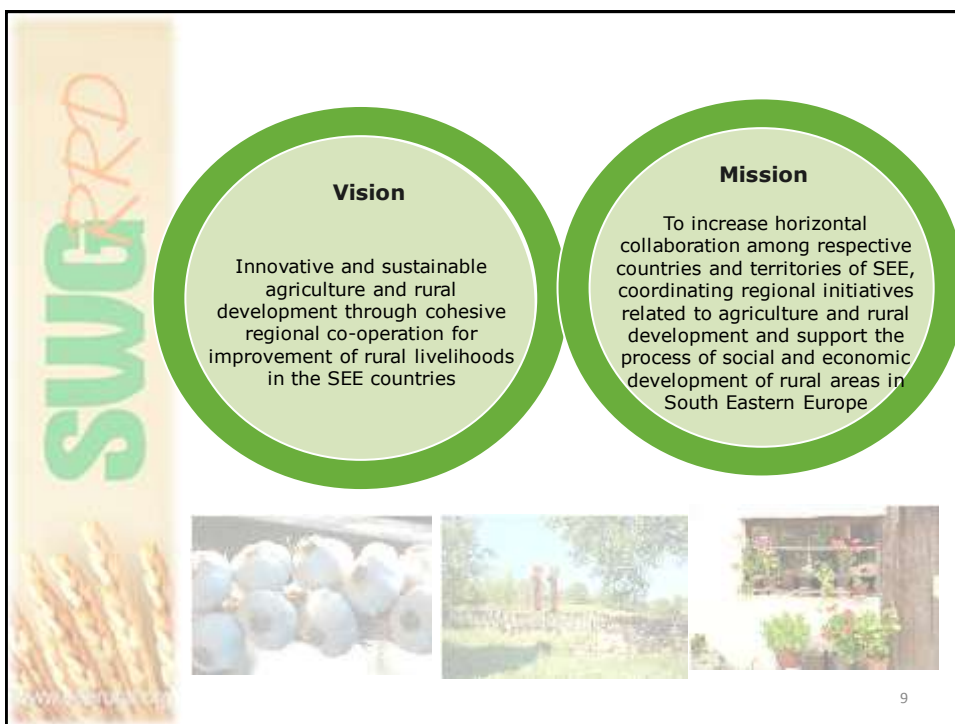 SWG
RRD
Vision
Innovative and sustainable
agriculture and rural
development through cohesive
regional co-operation for
improvement of rural livelihoods
in the SEE countries
Mission
To increase horizontal
collaboration among respective
countries and territories of SEE,
coordinating regional initiatives
related to agriculture and rural
development and support the
process of social and economic
development of rural areas in
South Eastern Europe
9